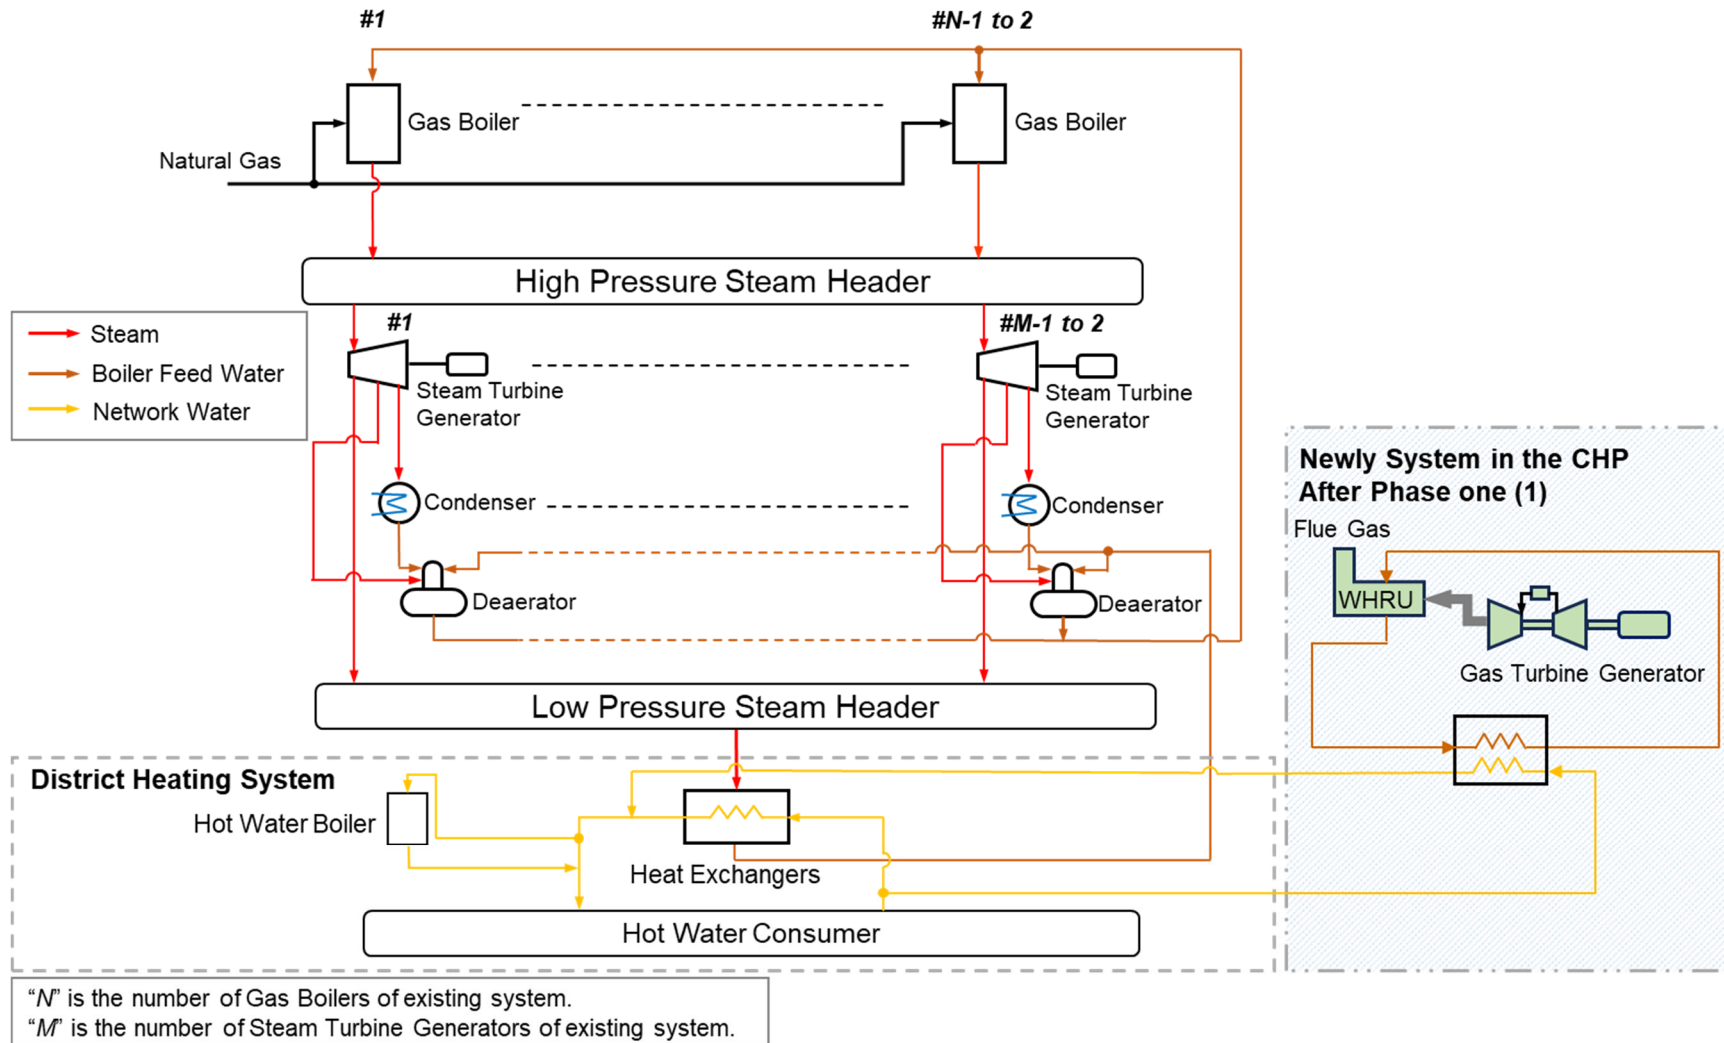 #1
#N-1 to 2
Gas Boiler
Gas Boiler
Natural Gas
High Pressure Steam Header
Steam
Boiler Feed Water
Network Water
#1
#M-1 to 2
Steam Turbine
Generator
Steam Turbine
Generator
Condenser
Condenser
Deaerator
Deaerator
Newly System in the CHP
After Phase one (1)
Flue Gas
WHRU
Gas Turbine Generator
Low Pressure Steam Header
District Heating System
Hot Water Boiler
Heat Exchangers
Hot Water Consumer
“N” is the number of Gas Boilers of existing system.
“M” is the number of Steam Turbine Generators of existing system.